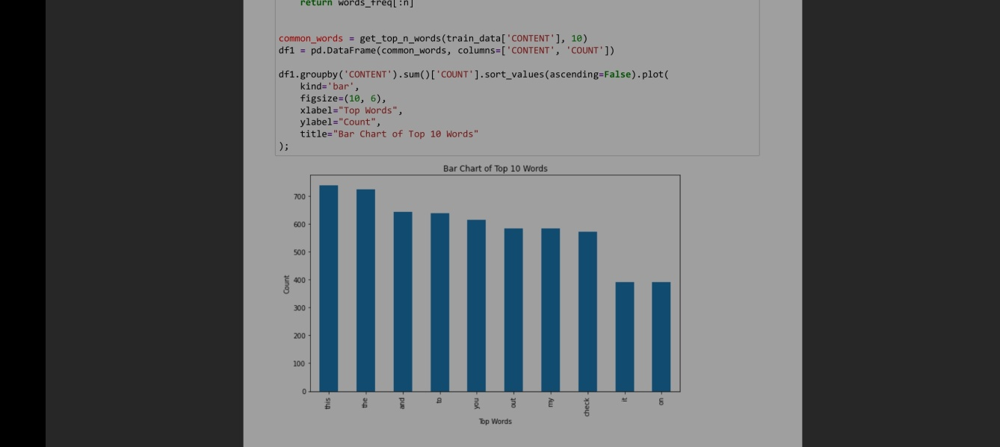 return words_freq[:n]
common_words = get_top_n_words(train_data['CONTENT'], 10)
df1 = pd.DataFrame(common_words, columns=['CONTENT', 'COUNT'])
df1.groupby('CONTENT').sum()['COUNT'].sort_values(ascending=False).plot(
    kind='bar',
    figsize=(10, 6),
    xlabel="Top Words",
    ylabel="Count",
    title="Bar Chart of Top 10 Words"
);
Bar Chart of Top 10 Words
700
600
500
400
300
200
100
0
Count
this
the
and
to
you
out
my
check
it
on
Top Words